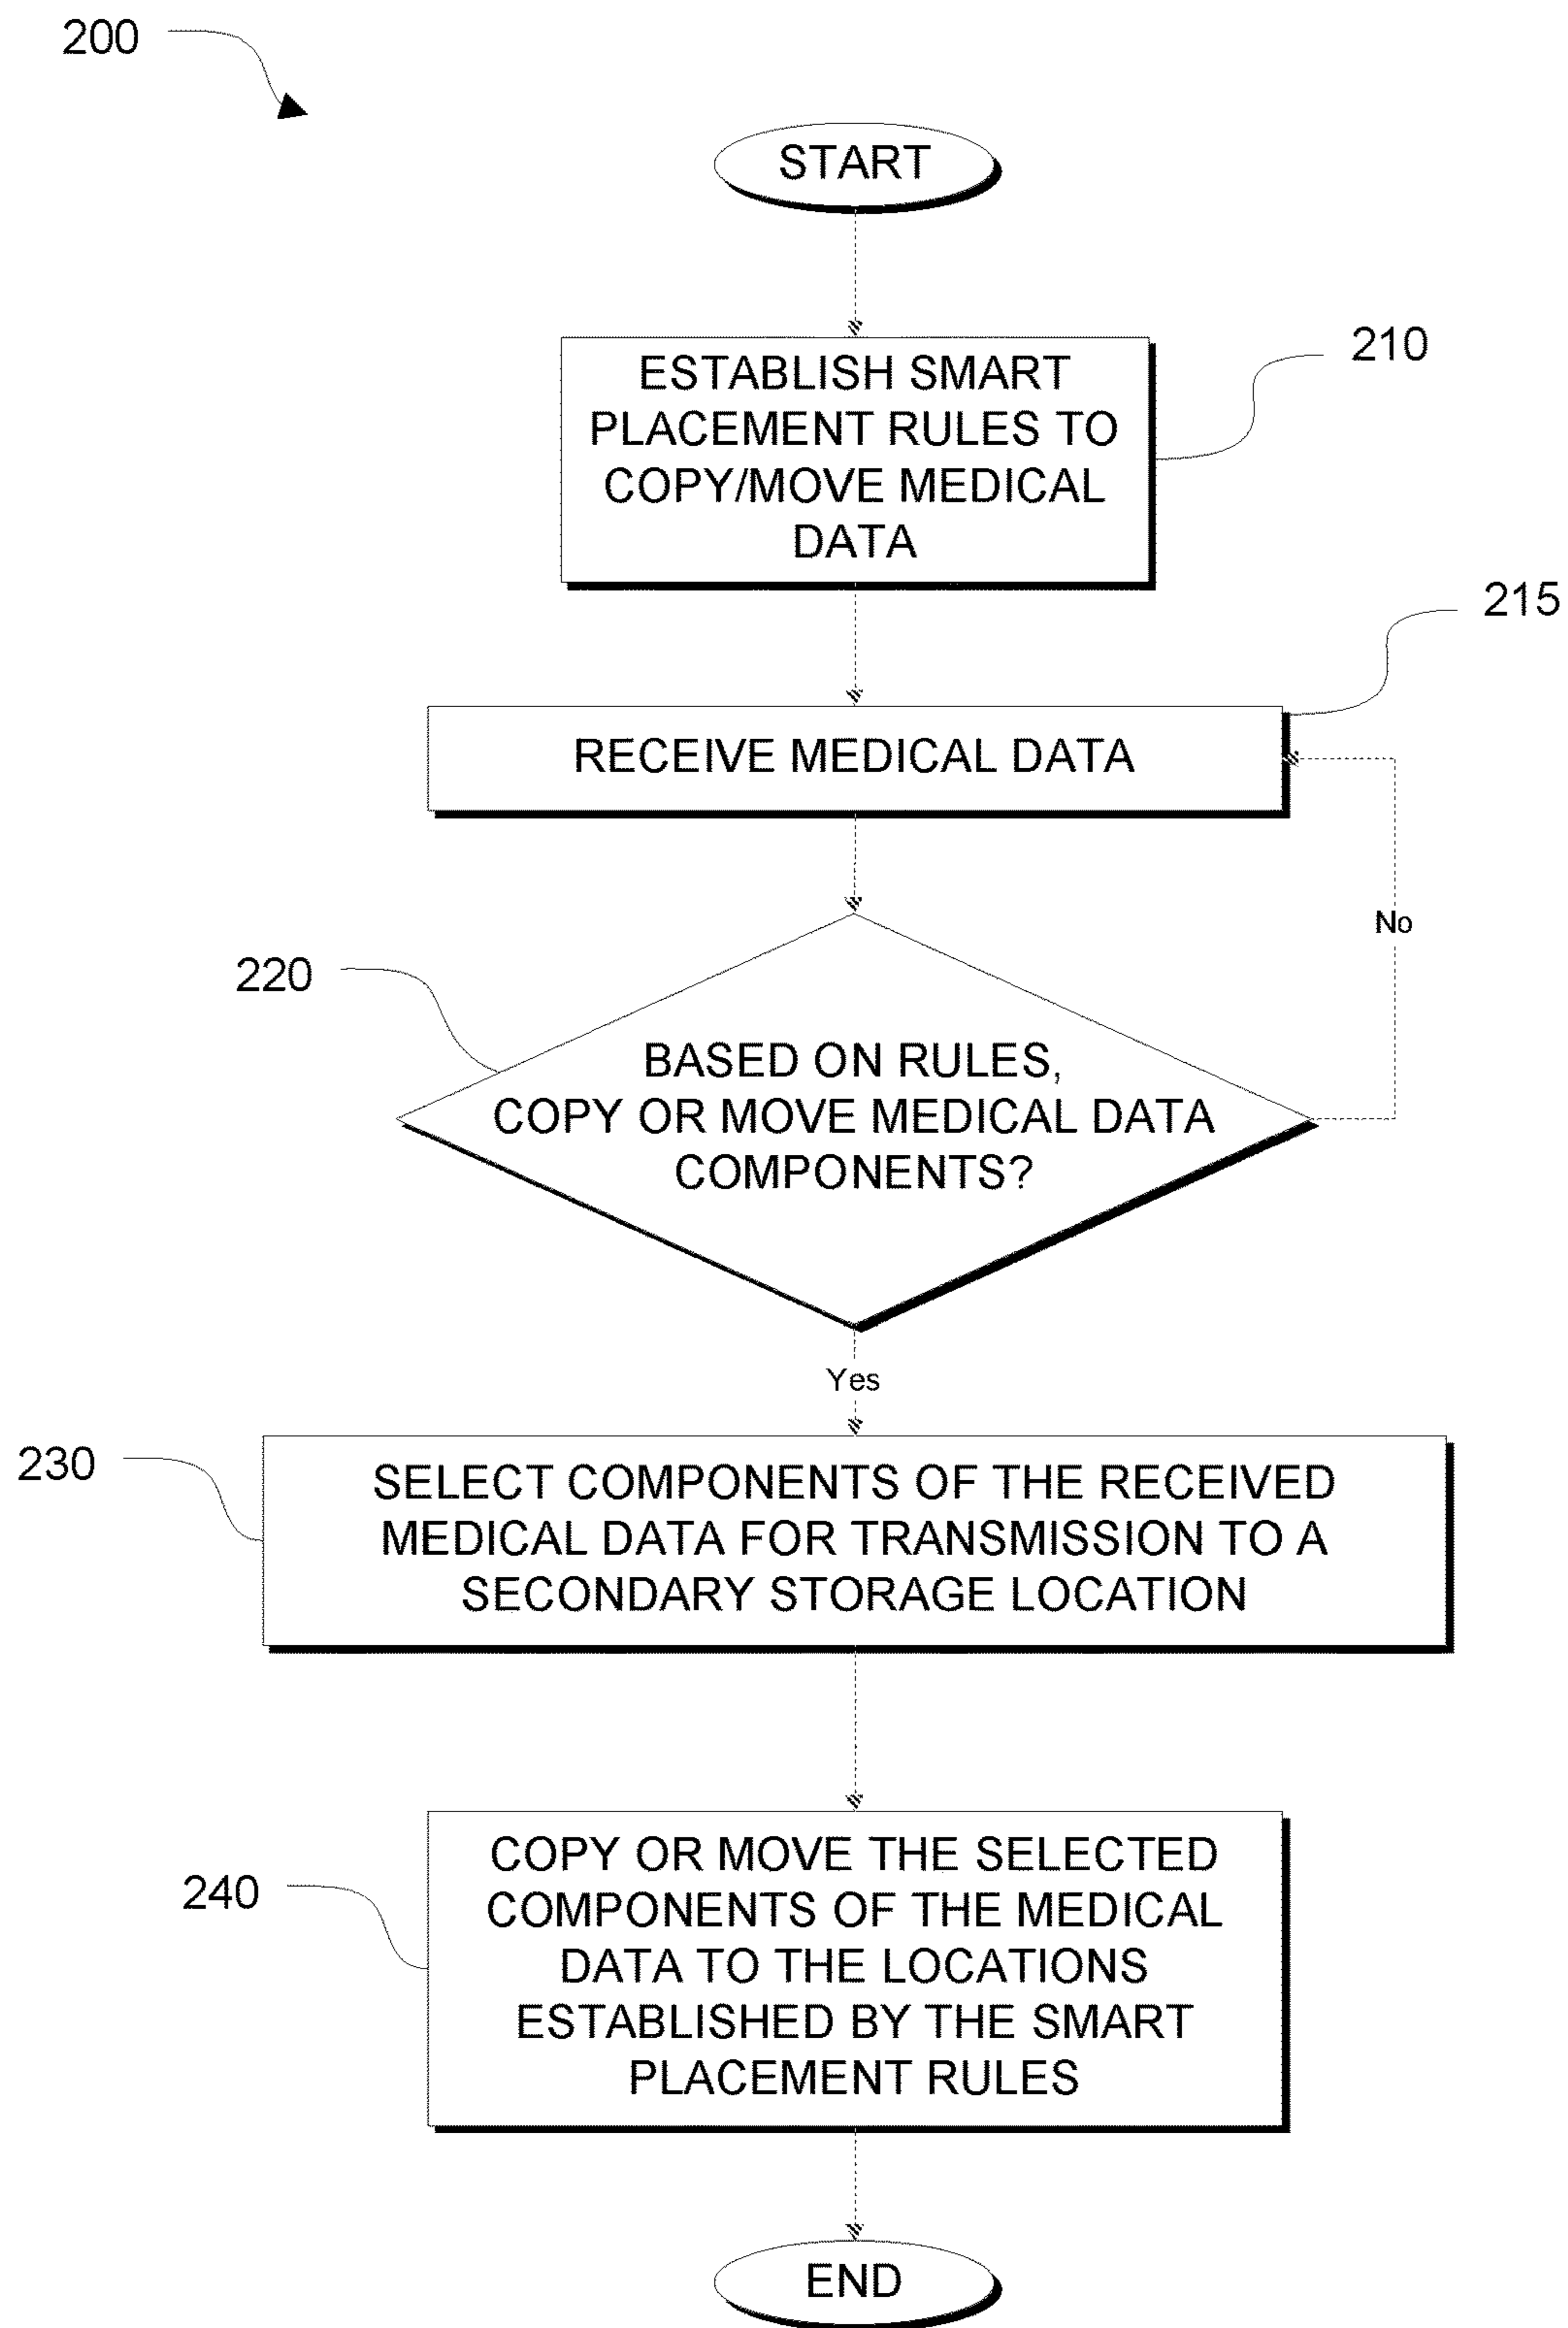 200
START
ESTABLISH SMART
PLACEMENT RULES TO
COPY/MOVE MEDICAL
DATA
210
215
RECEIVE MEDICAL DATA
No
220
BASED ON RULES,
COPY OR MOVE MEDICAL DATA
COMPONENTS?
Yes
230
SELECT COMPONENTS OF THE RECEIVED
MEDICAL DATA FOR TRANSMISSION TO A
SECONDARY STORAGE LOCATION
240
COPY OR MOVE THE SELECTED
COMPONENTS OF THE MEDICAL
DATA TO THE LOCATIONS
ESTABLISHED BY THE SMART
PLACEMENT RULES
END